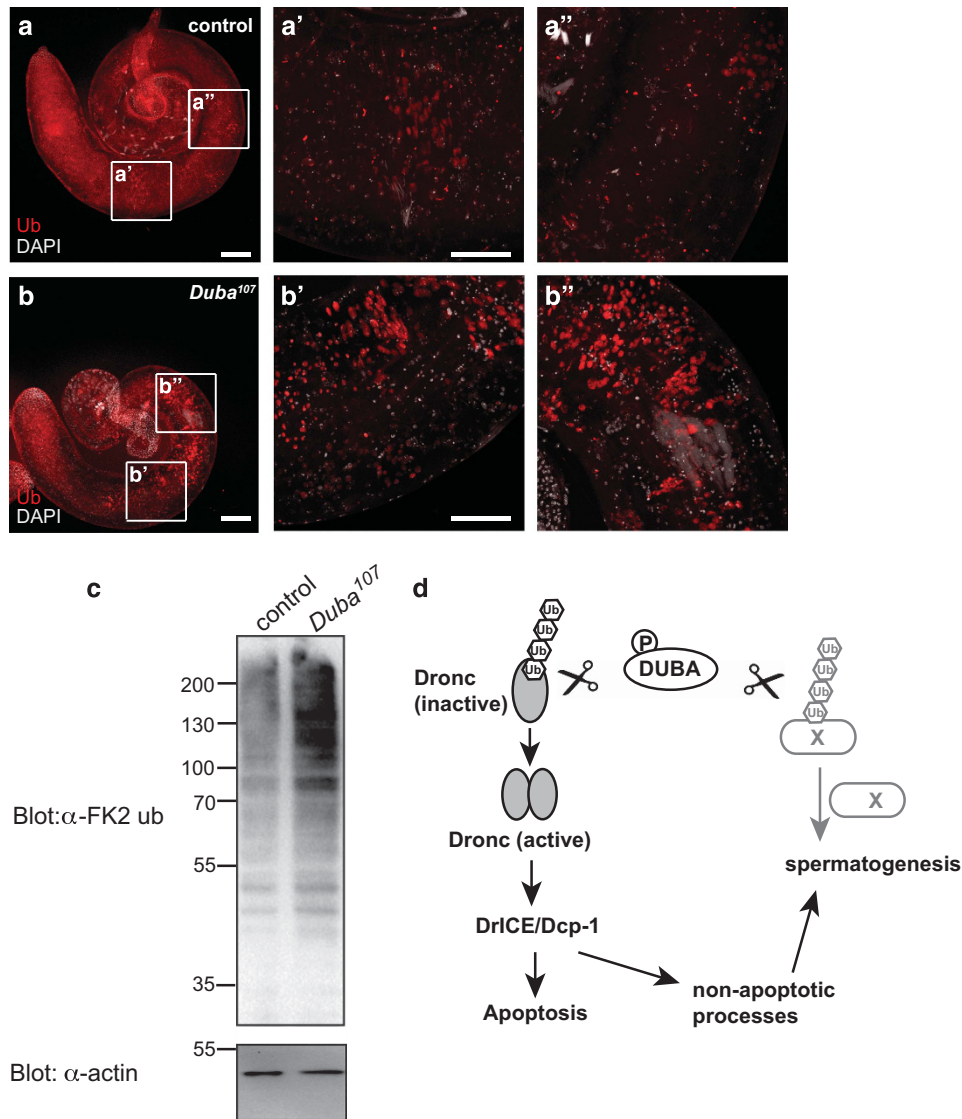 a
control
a'
a''
a'
a''
Ub
DAPI
b
Duba¹⁰⁷
b'
b''
b''
b'
Ub
DAPI
c
control
Duba¹⁰⁷
200
130
100
70
55
35
Blot:α-FK2 ub
55
Blot: α-actin
d
Ub
Ub
Ub
Ub
Dronc
(inactive)
P
DUBA
Ub
Ub
Ub
Ub
X
X
Dronc (active)
spermatogenesis
DrICE/Dcp-1
non-apoptotic
processes
Apoptosis